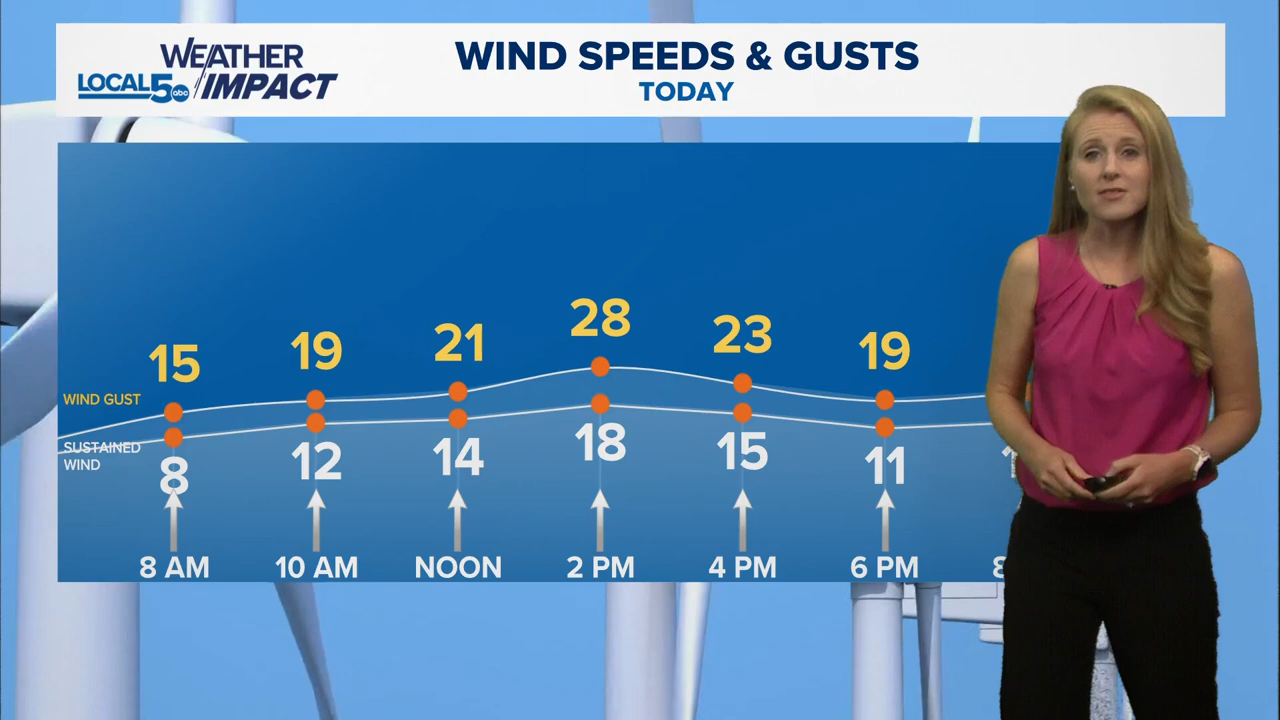 WEATHER
LOCAL 5 abc IMPACT
WIND SPEEDS & GUSTS
TODAY
15 19 21 28 23 19
WIND GUST
SUSTAINED
WIND
8 12 14 18 15 11
8 AM 10 AM NOON 2 PM 4 PM 6 PM